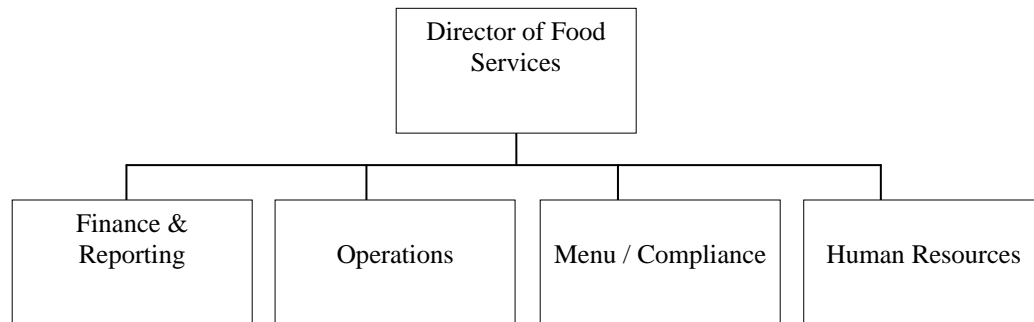 Director of Food
Services
Finance &
Reporting
Operations
Menu / Compliance
Human Resources